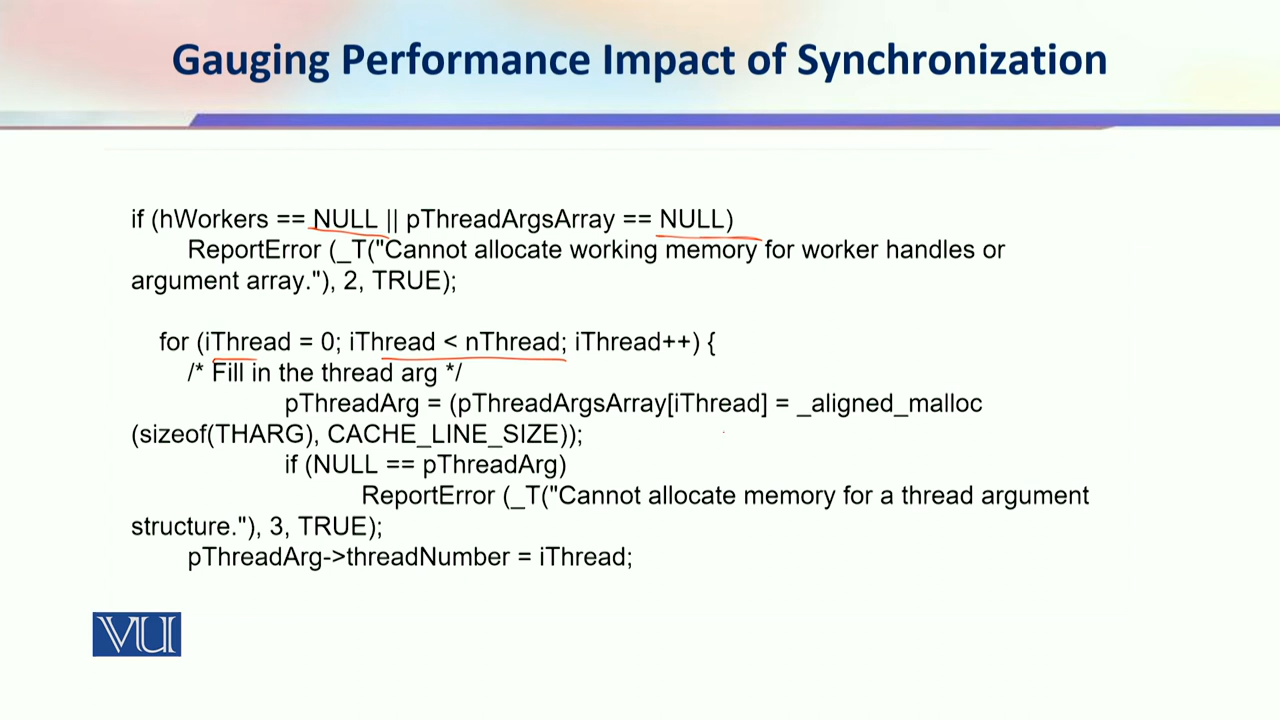 Gauging Performance Impact of Synchronization
if (hWorkers == NULL || pThreadArgsArray == NULL)
ReportError (_T("Cannot allocate working memory for worker handles or
argument array."), 2, TRUE);
for (iThread = 0; iThread < nThread; iThread++) {
/* Fill in the thread arg */
pThreadArg = (pThreadArgsArray[iThread] = _aligned_malloc
(sizeof(THARG), CACHE_LINE_SIZE));
if (NULL == pThreadArg)
ReportError (_T("Cannot allocate memory for a thread argument
structure."), 3, TRUE);
pThreadArg->threadNumber = iThread;
VU